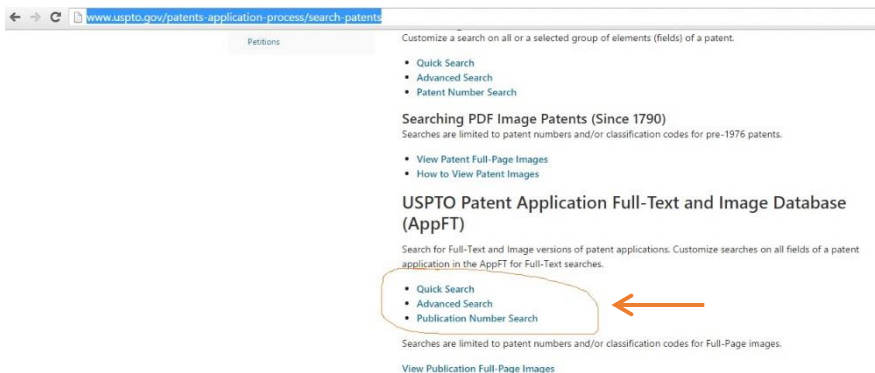 www.uspto.gov/patents-application-process/search-patents
Petitions
Customize a search on all or a selected group of elements (fields) of a patent.
• Quick Search
• Advanced Search
• Patent Number Search
Searching PDF Image Patents (Since 1790)
Searches are limited to patent numbers and/or classification codes for pre-1976 patents.
• View Patent Full-Page Images
• How to View Patent Images
USPTO Patent Application Full-Text and Image Database
(AppFT)
Search for Full-Text and Image versions of patent applications. Customize searches on all fields of a patent
application in the AppFT for Full-Text searches.
• Quick Search
• Advanced Search
• Publication Number Search
Searches are limited to patent numbers and/or classification codes for Full-Page images.
View Publication Full-Page Images